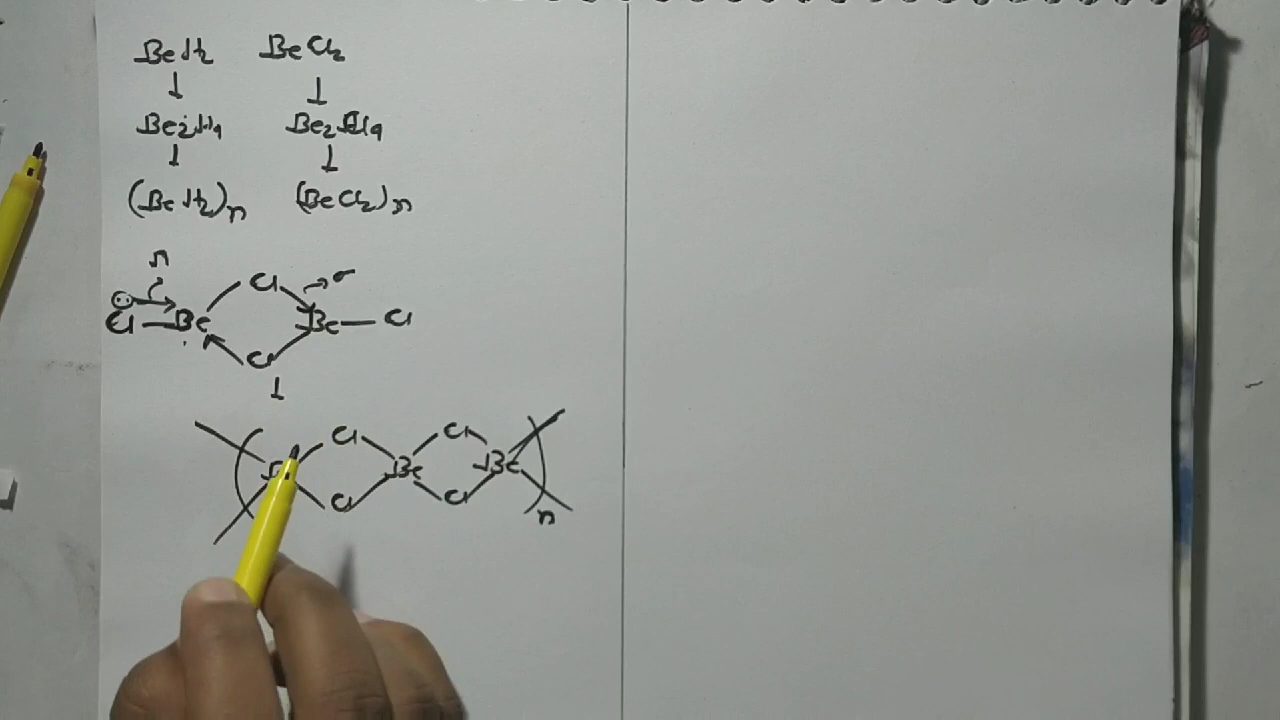 BeH2 BeCl2
↓ ↓
Be2H4 Be2Cl4
↓ ↓
(BeH2)n (BeCl2)n
π
Cl → σ
Cl — Be Be — Cl
Cl
↓
Cl Cl
Be Be
Cl Cl
n